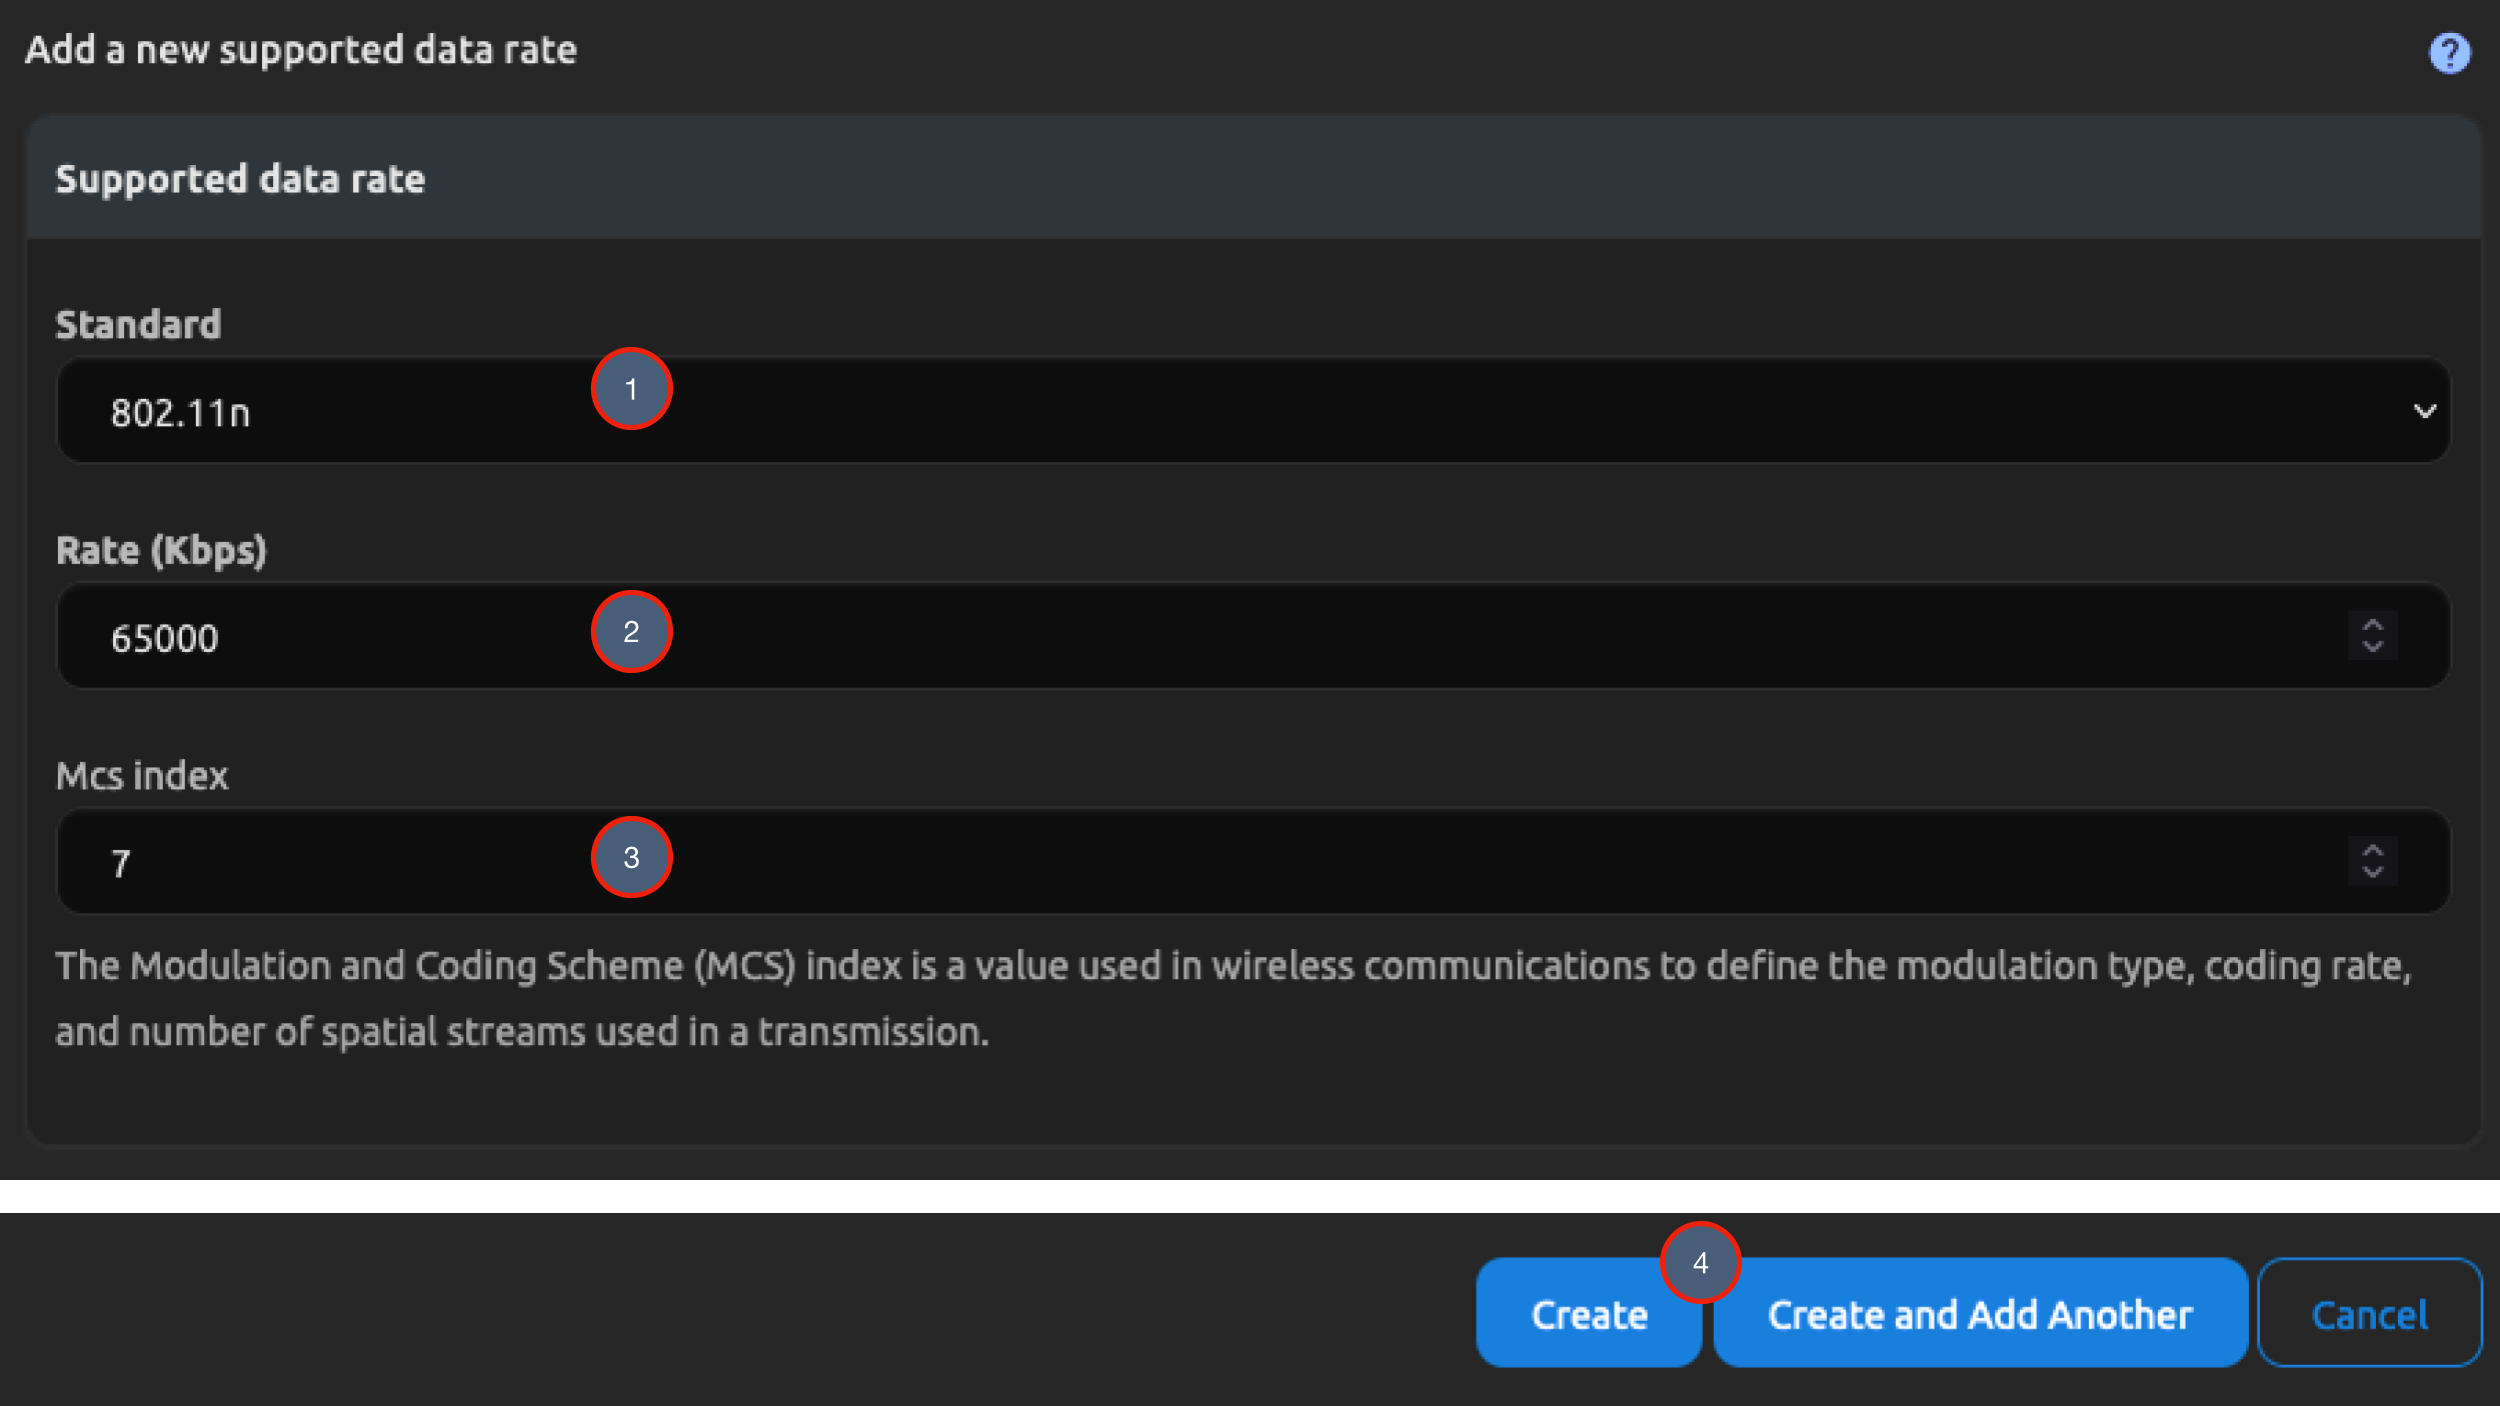 Add a new supported data rate
?
Supported data rate
Standard
802.11n
1
Rate (Kbps)
65000
2
Mcs index
7
3
The Modulation and Coding Scheme (MCS) index is a value used in wireless communications to define the modulation type, coding rate,
and number of spatial streams used in a transmission.
4
Create
Create and Add Another
Cancel